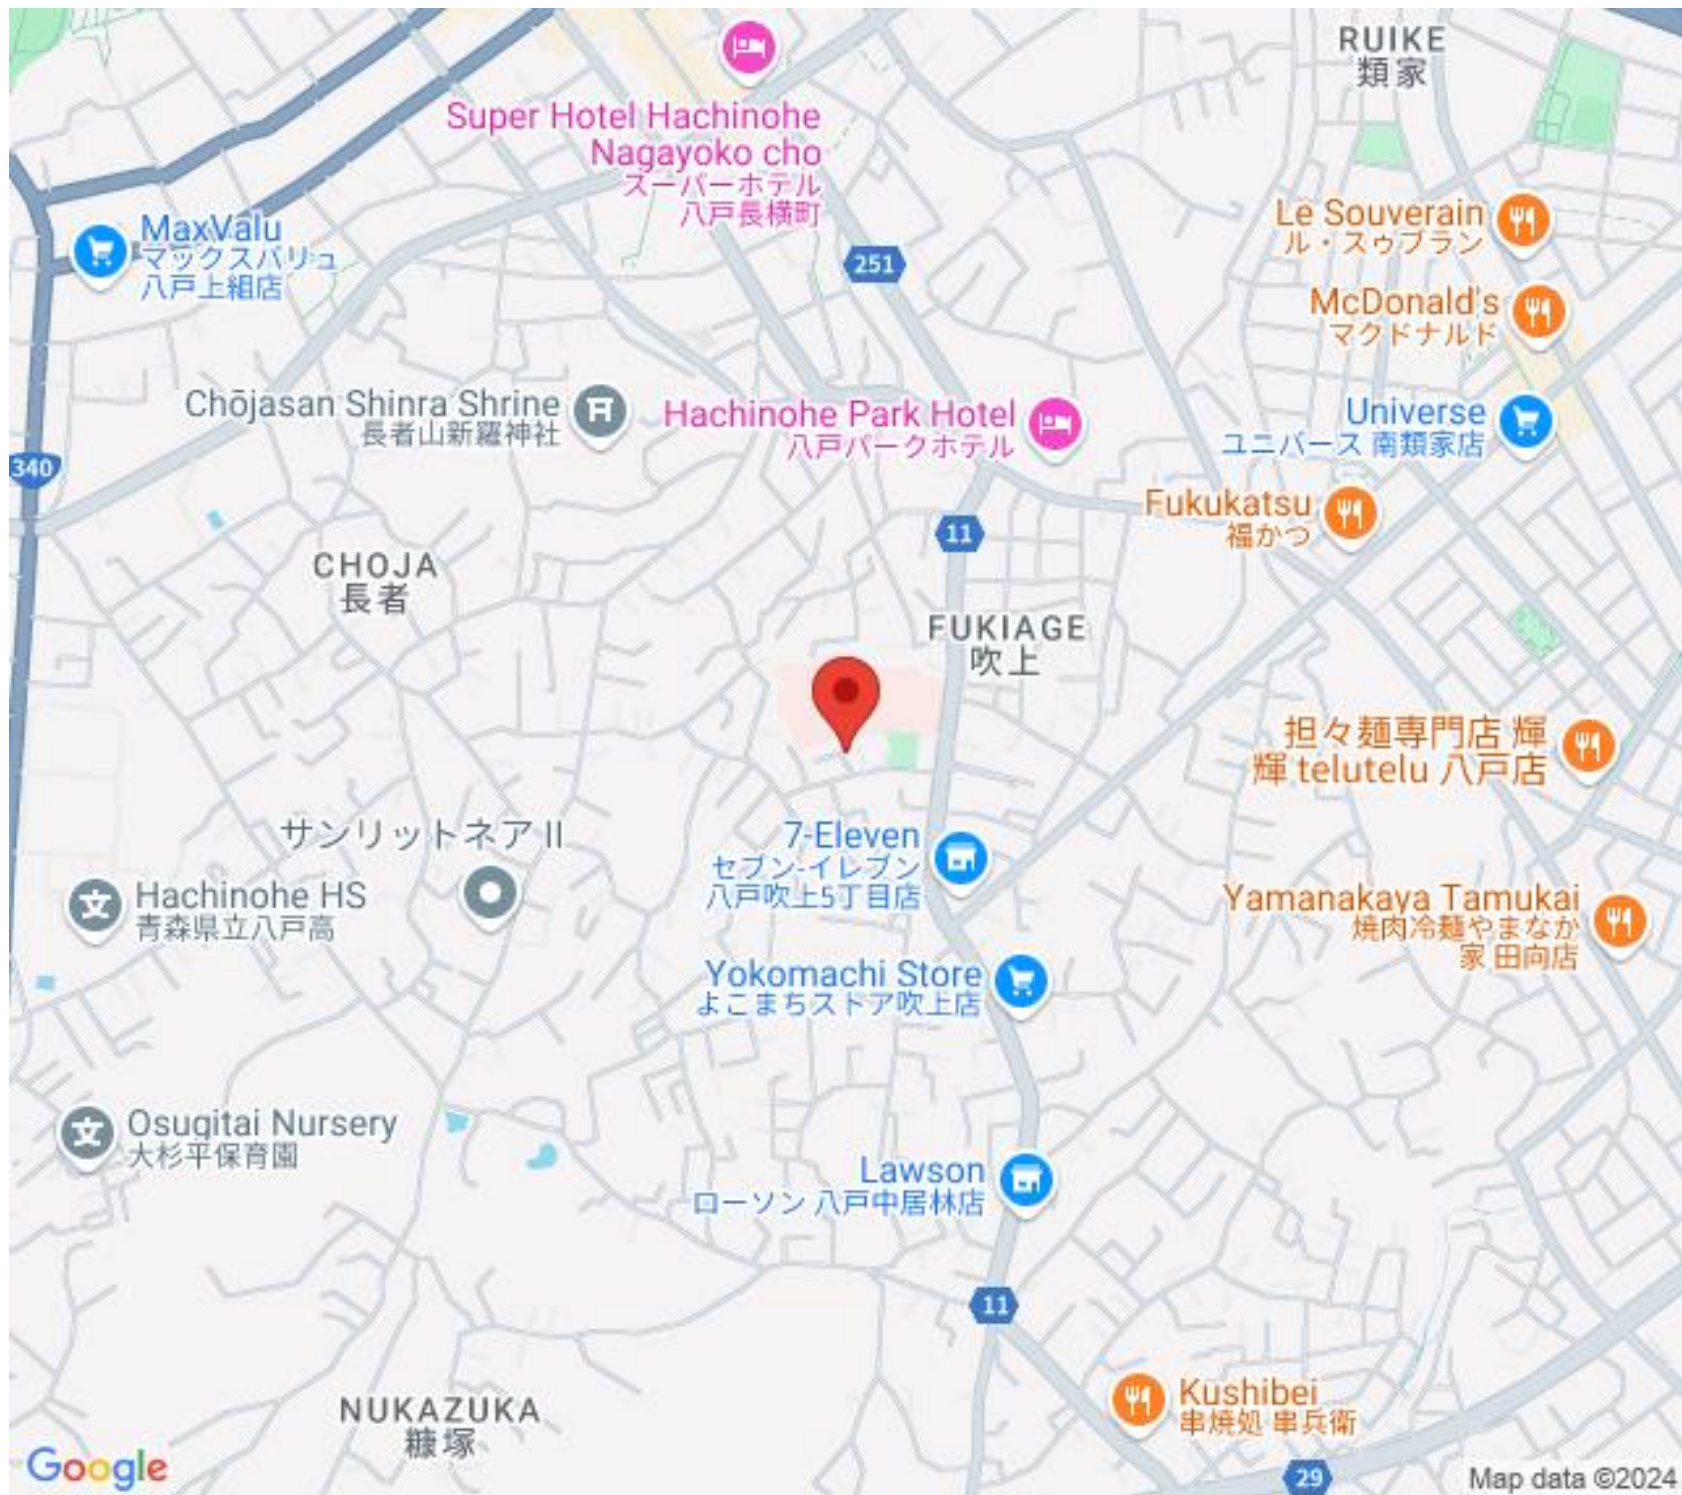 RUIKE
類家
Super Hotel Hachinohe
Nagayoko cho
スーパーホテル
八戸長横町
MaxValu
マックスバリュ
八戸上組店
251
Le Souverain
ル・スゥブラン
McDonald's
マクドナルド
Chōjasan Shinra Shrine
長者山新羅神社
Hachinohe Park Hotel
八戸パークホテル
Universe
ユニバース 南類家店
340
Fukukatsu
福かつ
11
CHOJA
長者
FUKIAGE
吹上
担々麺専門店 輝
輝 telutelu 八戸店
サンリットネア II
7-Eleven
セブン-イレブン
八戸吹上5丁目店
Hachinohe HS
青森県立八戸高
Yamanakaya Tamukai
焼肉冷麺やまなか
家 田向店
Yokomachi Store
よこまちストア吹上店
Osugitai Nursery
大杉平保育園
Lawson
ローソン 八戸中居林店
11
Kushibei
串焼処 串兵衛
NUKAZUKA
糠塚
Google
29
Map data ©2024